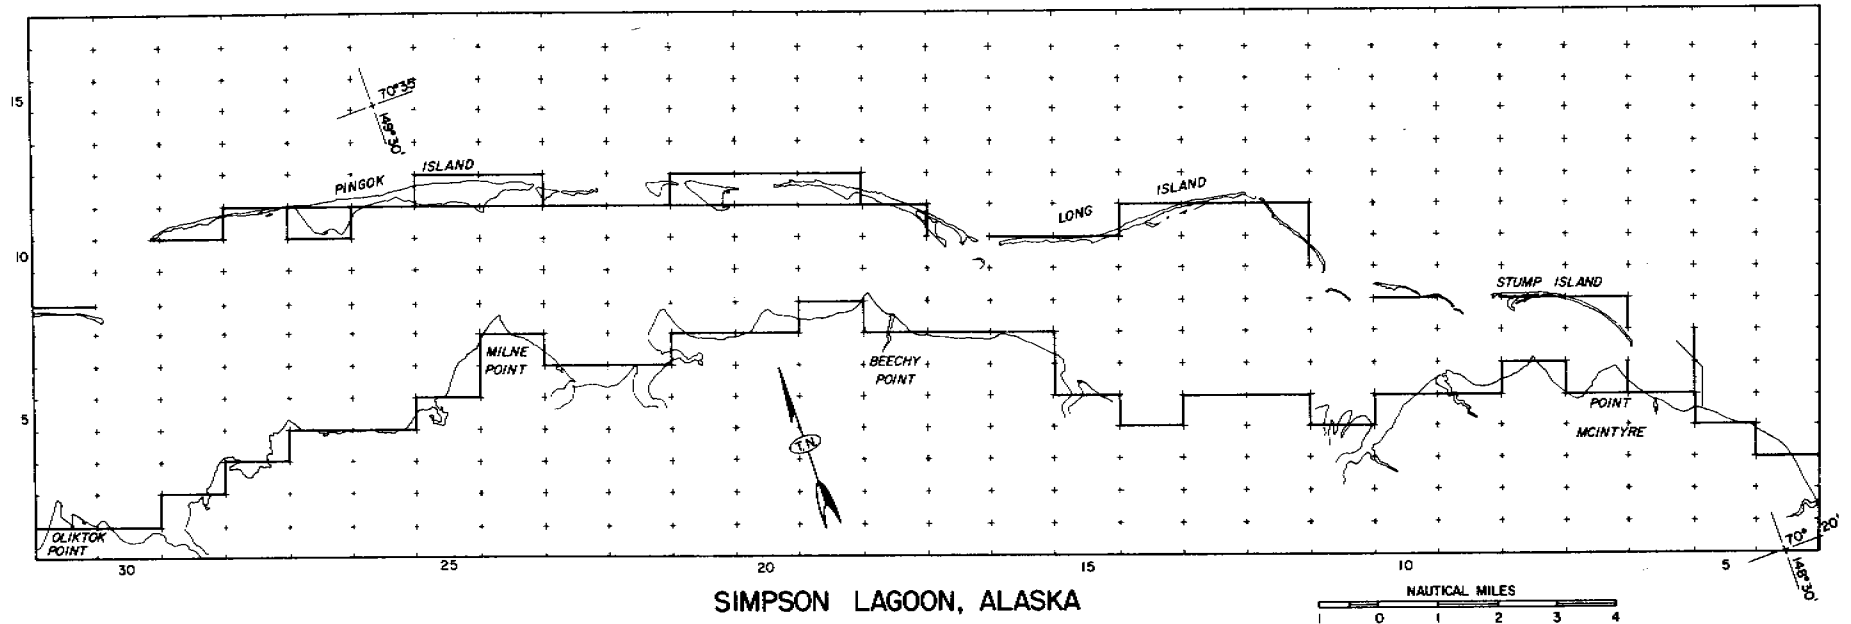 70°35'
149°30'
15
PINGOK ISLAND
LONG ISLAND
10
STUMP ISLAND
MILNE
POINT
BEECHY
POINT
5
POINT
MCINTYRE
T.N.
OLIKTOK
POINT
70° 20'
148°30'
30 25 20 15 10 5
SIMPSON LAGOON, ALASKA
NAUTICAL MILES
1 0 1 2 3 4